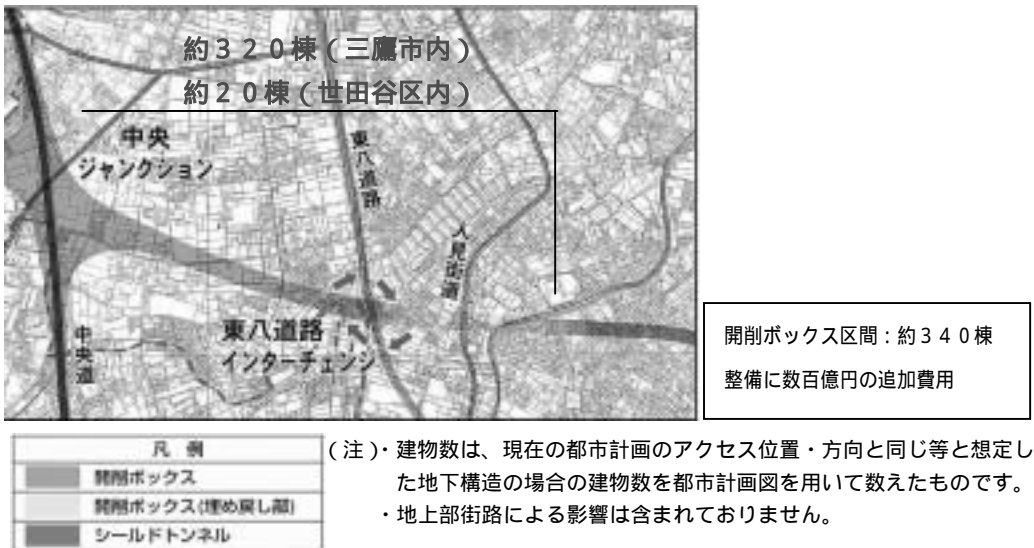 約３２０棟（三鷹市内）
約２０棟（世田谷区内）
中央
ジャンクション
東八道路
人見街道
東八道路
インターチェンジ
中央道
開削ボックス区間：約３４０棟
整備に数百億円の追加費用
凡 例
開削ボックス
開削ボックス(埋め戻し部)
シールドトンネル
（注）・建物数は、現在の都市計画のアクセス位置・方向と同じ等と想定し
た地下構造の場合の建物数を都市計画図を用いて数えたものです。
・地上部街路による影響は含まれておりません。